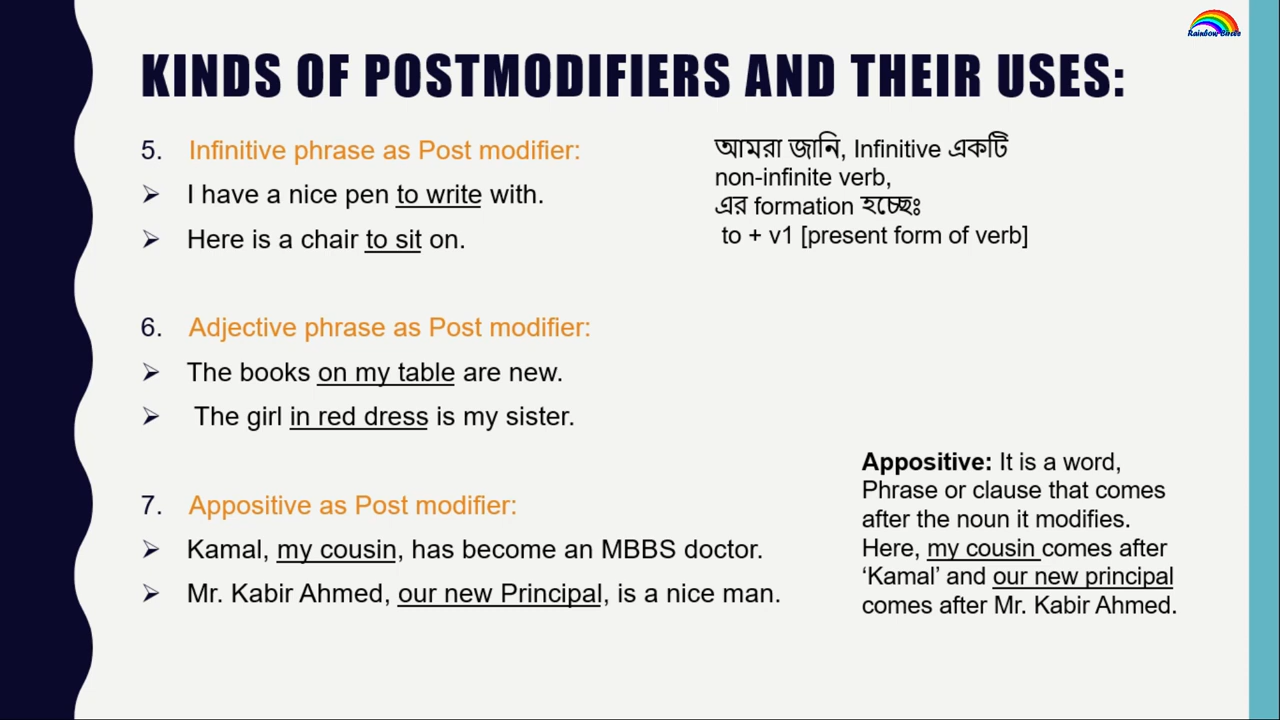 Rainbow Circle
KINDS OF POSTMODIFIERS AND THEIR USES:
5. Infinitive phrase as Post modifier:
➢ I have a nice pen to write with.
➢ Here is a chair to sit on.
আমরা জানি, Infinitive একটি
non-infinite verb,
এর formation হচ্ছেঃ
to + v1 [present form of verb]
6. Adjective phrase as Post modifier:
➢ The books on my table are new.
➢ The girl in red dress is my sister.
7. Appositive as Post modifier:
➢ Kamal, my cousin, has become an MBBS doctor.
➢ Mr. Kabir Ahmed, our new Principal, is a nice man.
Appositive: It is a word,
Phrase or clause that comes
after the noun it modifies.
Here, my cousin comes after
‘Kamal’ and our new principal
comes after Mr. Kabir Ahmed.